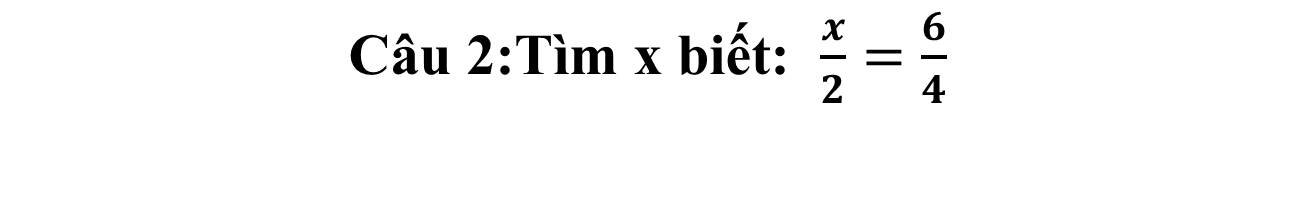 Câu 2:Tìm x biết: x/2 = 6/4